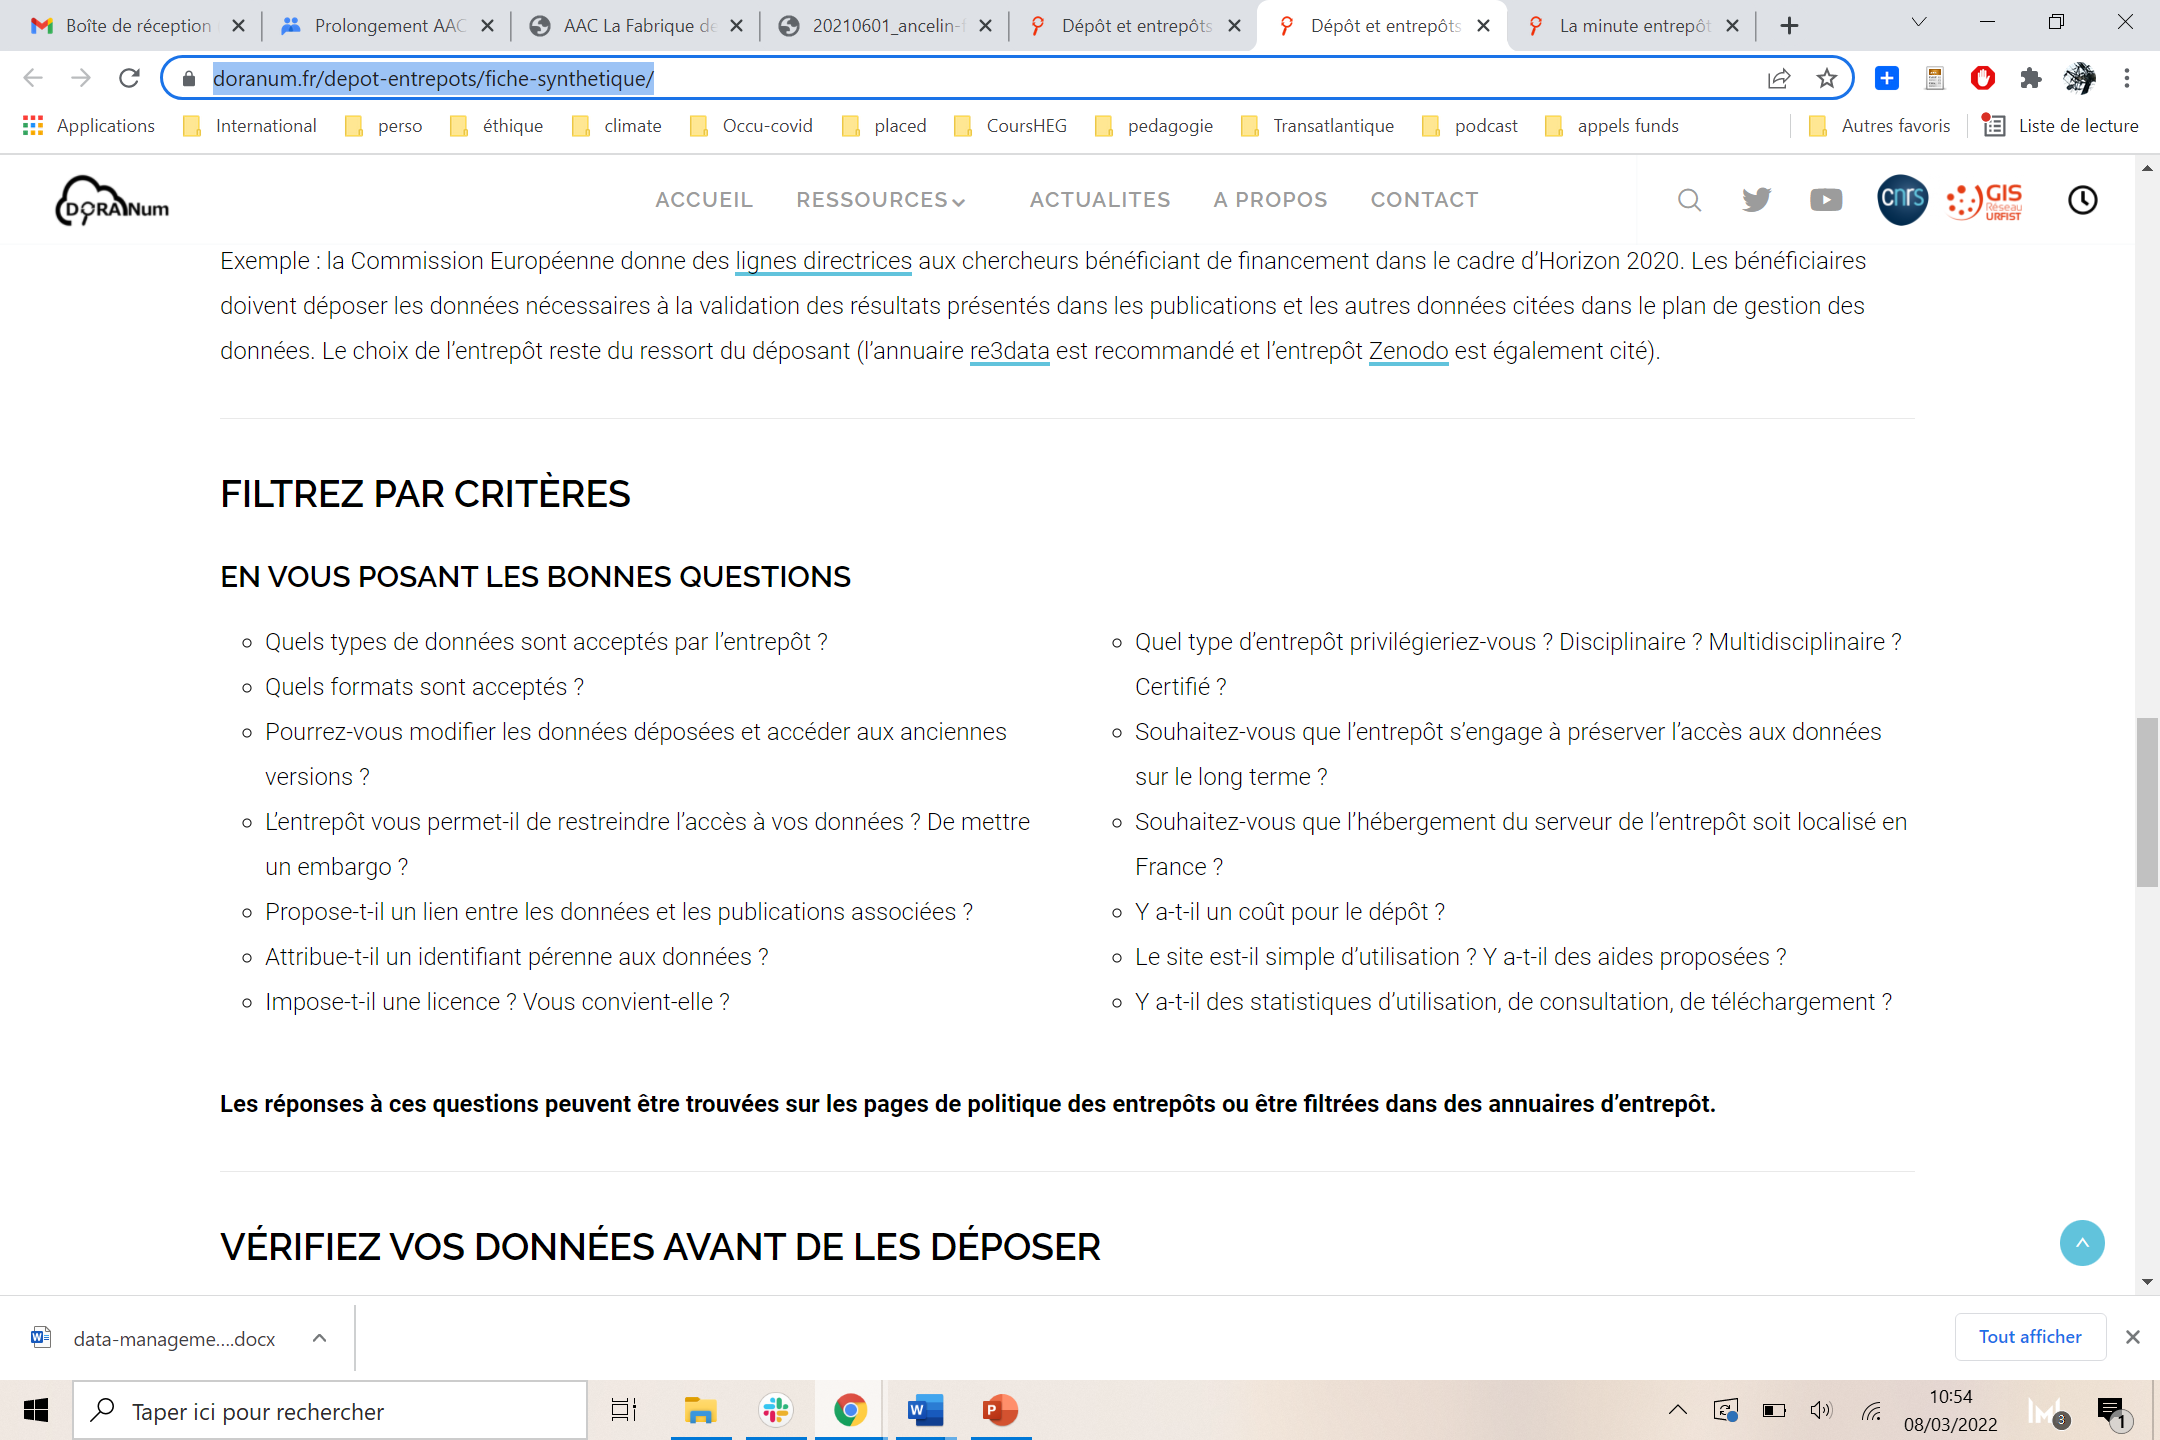 Boîte de réception
Prolongement AAC
AAC La Fabrique de
20210601_ancelin-f
Dépôt et entrepôts
Dépôt et entrepôts
La minute entrepôt
doranum.fr/depot-entrepots/fiche-synthetique/
Applications
International
perso
éthique
climate
Occu-covid
placed
CoursHEG
pedagogie
Transatlantique
podcast
appels funds
Autres favoris
Liste de lecture
DORANum
ACCUEIL
RESSOURCES
ACTUALITES
A PROPOS
CONTACT
cnrs
GIS
Réseau
URFIST
Exemple : la Commission Européenne donne des lignes directrices aux chercheurs bénéficiant de financement dans le cadre d’Horizon 2020. Les bénéficiaires
doivent déposer les données nécessaires à la validation des résultats présentés dans les publications et les autres données citées dans le plan de gestion des
données. Le choix de l’entrepôt reste du ressort du déposant (l’annuaire re3data est recommandé et l’entrepôt Zenodo est également cité).
FILTREZ PAR CRITÈRES
EN VOUS POSANT LES BONNES QUESTIONS
Quels types de données sont acceptés par l’entrepôt ?
Quels formats sont acceptés ?
Pourrez-vous modifier les données déposées et accéder aux anciennes
versions ?
L’entrepôt vous permet-il de restreindre l’accès à vos données ? De mettre
un embargo ?
Propose-t-il un lien entre les données et les publications associées ?
Attribue-t-il un identifiant pérenne aux données ?
Impose-t-il une licence ? Vous convient-elle ?
Quel type d’entrepôt privilégieriez-vous ? Disciplinaire ? Multidisciplinaire ?
Certifié ?
Souhaitez-vous que l’entrepôt s’engage à préserver l’accès aux données
sur le long terme ?
Souhaitez-vous que l’hébergement du serveur de l’entrepôt soit localisé en
France ?
Y a-t-il un coût pour le dépôt ?
Le site est-il simple d’utilisation ? Y a-t-il des aides proposées ?
Y a-t-il des statistiques d’utilisation, de consultation, de téléchargement ?
Les réponses à ces questions peuvent être trouvées sur les pages de politique des entrepôts ou être filtrées dans des annuaires d’entrepôt.
VÉRIFIEZ VOS DONNÉES AVANT DE LES DÉPOSER
data-manageme....docx
Tout afficher
Taper ici pour rechercher
10:54
08/03/2022
3
1